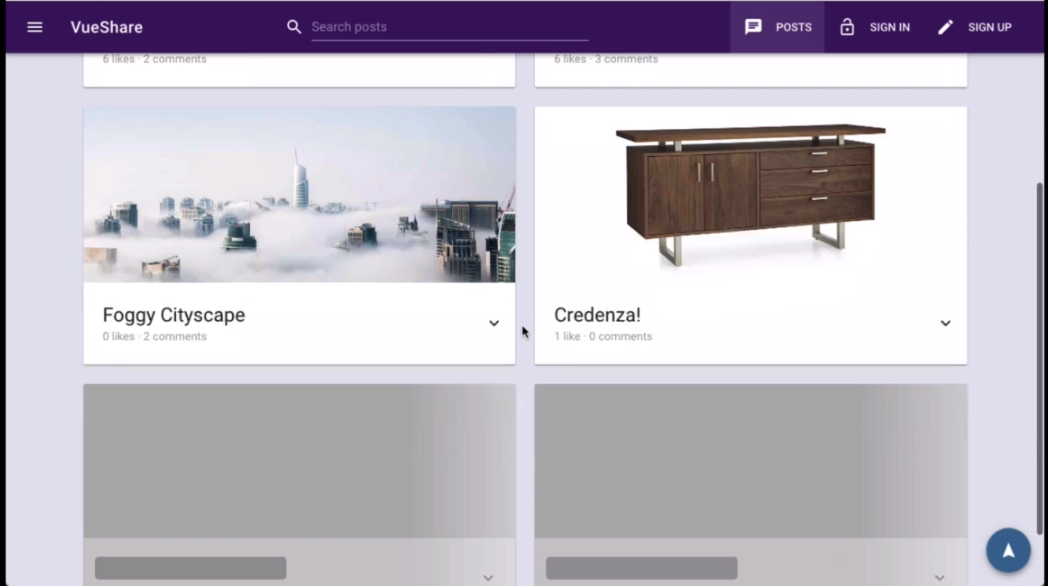 VueShare
Search posts
POSTS
SIGN IN
SIGN UP
6 likes · 2 comments
6 likes · 3 comments
Foggy Cityscape
0 likes · 2 comments
Credenza!
1 like · 0 comments